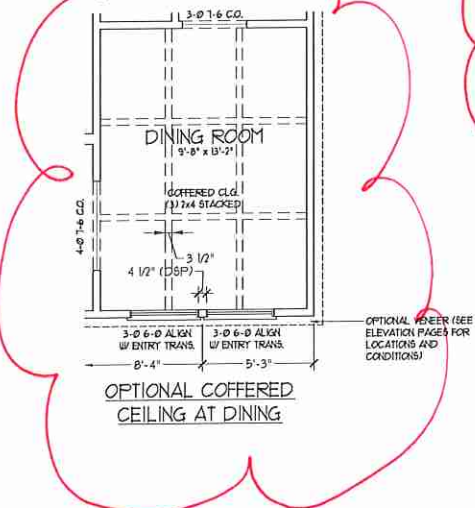 3-0 7-6 C.O.
DINING ROOM
9'-8" x 13'-2"
COFFERED CLG.
(3) 2x4 STACKED
4-0 7-6 C.O.
3 1/2"
4 1/2" (DSP)
3-0 6-0 ALIGN
W/ ENTRY TRANS.
3-0 6-0 ALIGN
W/ ENTRY TRANS.
OPTIONAL VENEER (SEE
ELEVATION PAGES FOR
LOCATIONS AND
CONDITIONS)
8'-4"
5'-3"
OPTIONAL COFFERED
CEILING AT DINING